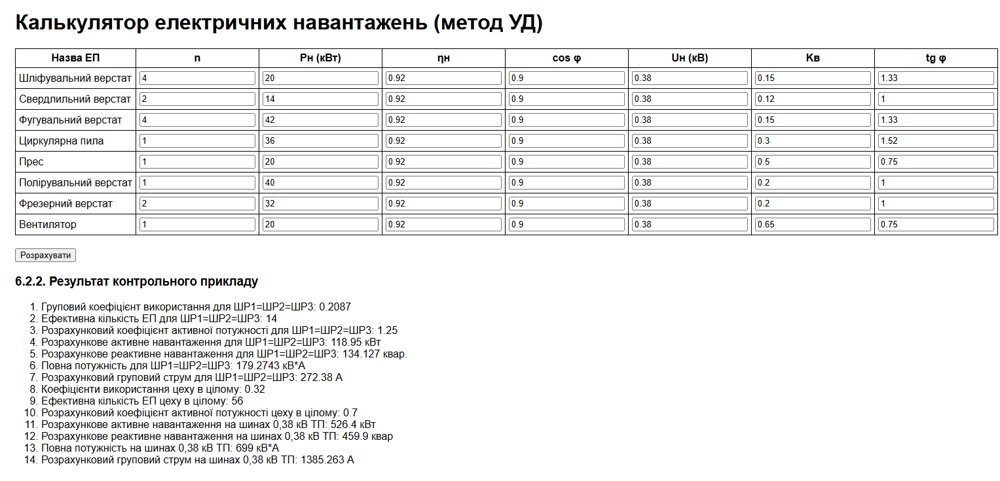 Калькулятор електричних навантажень (метод УД)
Назва ЕП n Pн (кВт) ηн cos φ Uн (кВ) Kв tg φ
Шліфувальний верстат 4 20 0.92 0.9 0.38 0.15 1.33
Свердлильний верстат 2 14 0.92 0.9 0.38 0.12 1
Фугувальний верстат 4 42 0.92 0.9 0.38 0.15 1.33
Циркулярна пила 1 36 0.92 0.9 0.38 0.3 1.52
Прес 1 20 0.92 0.9 0.38 0.5 0.75
Полірувальний верстат 1 40 0.92 0.9 0.38 0.2 1
Фрезерний верстат 2 32 0.92 0.9 0.38 0.2 1
Вентилятор 1 20 0.92 0.9 0.38 0.65 0.75
Розрахувати
6.2.2. Результат контрольного прикладу
1. Груповий коефіцієнт використання для ШР1=ШР2=ШР3: 0.2087
2. Ефективна кількість ЕП для ШР1=ШР2=ШР3: 14
3. Розрахунковий коефіцієнт активної потужності для ШР1=ШР2=ШР3: 1.25
4. Розрахункове активне навантаження для ШР1=ШР2=ШР3: 118.95 кВт
5. Розрахункове реактивне навантаження для ШР1=ШР2=ШР3: 134.127 квар.
6. Повна потужність для ШР1=ШР2=ШР3: 179.2743 кВ*А
7. Розрахунковий груповий струм для ШР1=ШР2=ШР3: 272.38 А
8. Коефіцієнти використання цеху в цілому: 0.32
9. Ефективна кількість ЕП цеху в цілому: 56
10. Розрахунковий коефіцієнт активної потужності цеху в цілому: 0.7
11. Розрахункове активне навантаження на шинах 0,38 кВ ТП: 526.4 кВт
12. Розрахункове реактивне навантаження на шинах 0,38 кВ ТП: 459.9 квар
13. Повна потужність на шинах 0,38 кВ ТП: 699 кВ*А
14. Розрахунковий груповий струм на шинах 0,38 кВ ТП: 1385.263 А